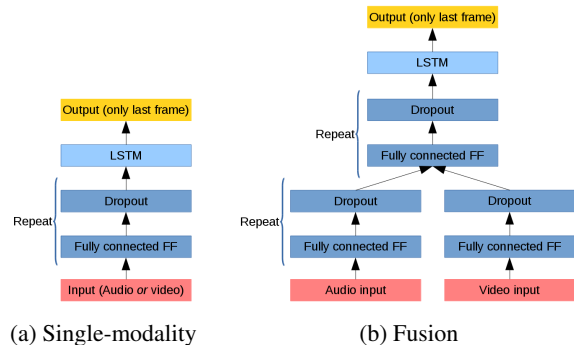 Output (only last frame)
LSTM
Repeat
Dropout
Fully connected FF
Input (Audio or video)
(a) Single-modality
Output (only last frame)
LSTM
Repeat
Dropout
Fully connected FF
Repeat
Dropout
Dropout
Fully connected FF
Fully connected FF
Audio input
Video input
(b) Fusion